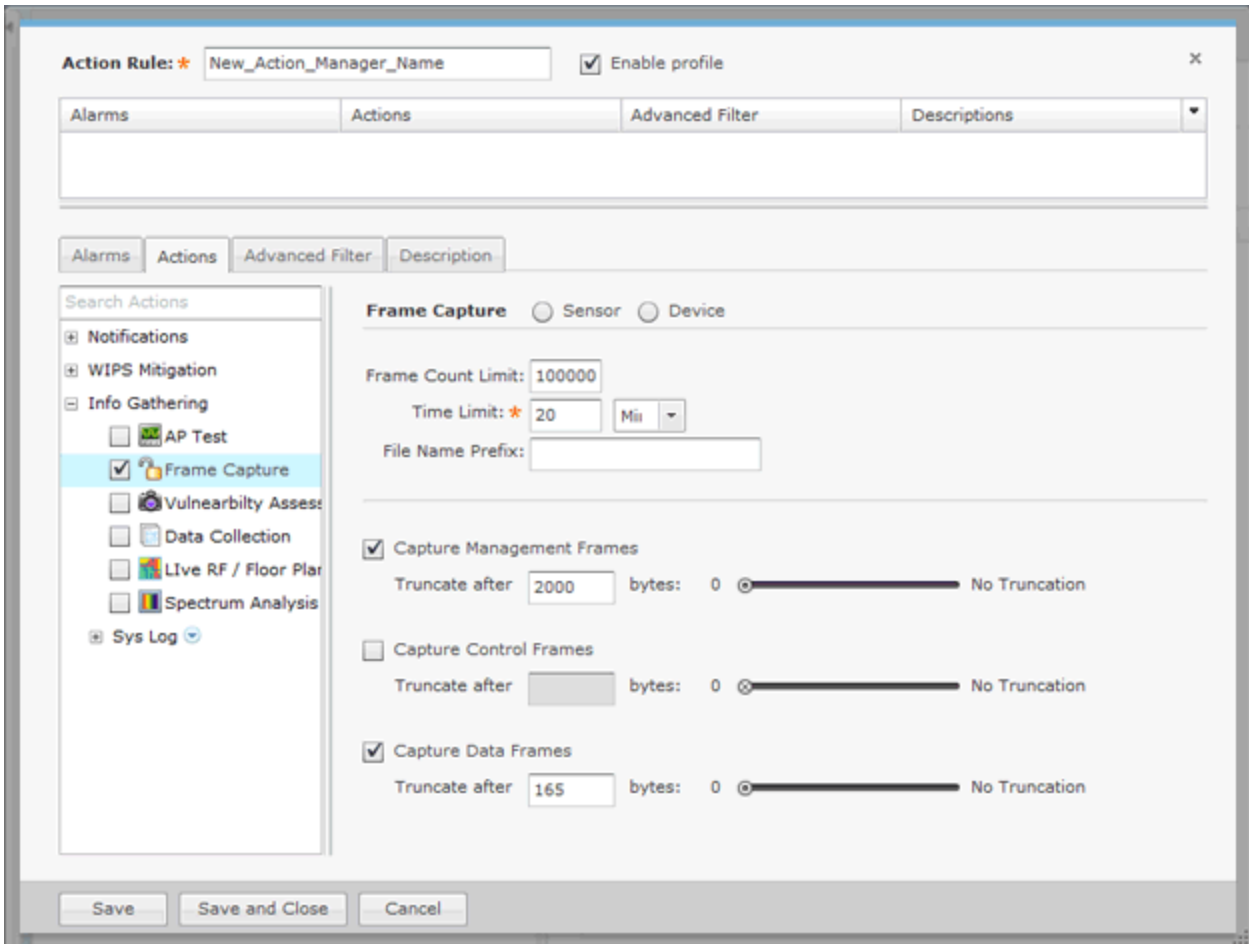 Action Rule: * New_Action_Manager_Name Enable profile ×
Alarms Actions Advanced Filter Descriptions
Alarms Actions Advanced Filter Description
Search Actions
Notifications
WIPS Mitigation
Info Gathering
AP Test
Frame Capture
Vulnearbilty Assess
Data Collection
LIve RF / Floor Plan
Spectrum Analysis
Sys Log
Frame Capture Sensor Device
Frame Count Limit: 100000
Time Limit: * 20 Min
File Name Prefix:
Capture Management Frames
Truncate after 2000 bytes: 0 No Truncation
Capture Control Frames
Truncate after bytes: 0 No Truncation
Capture Data Frames
Truncate after 165 bytes: 0 No Truncation
Save Save and Close Cancel